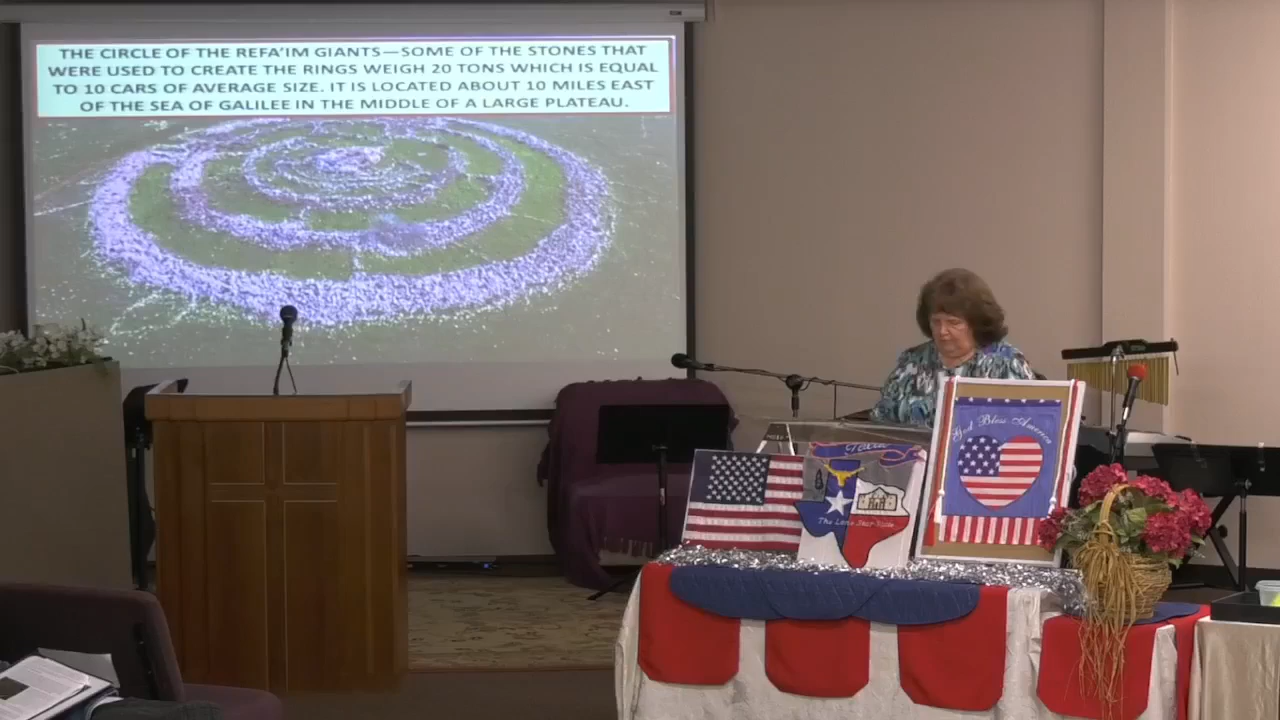 THE CIRCLE OF THE REFA'IM GIANTS—SOME OF THE STONES THAT
WERE USED TO CREATE THE RINGS WEIGH 20 TONS WHICH IS EQUAL
TO 10 CARS OF AVERAGE SIZE. IT IS LOCATED ABOUT 10 MILES EAST
OF THE SEA OF GALILEE IN THE MIDDLE OF A LARGE PLATEAU.
God Bless America
Texas
The Lone Star State